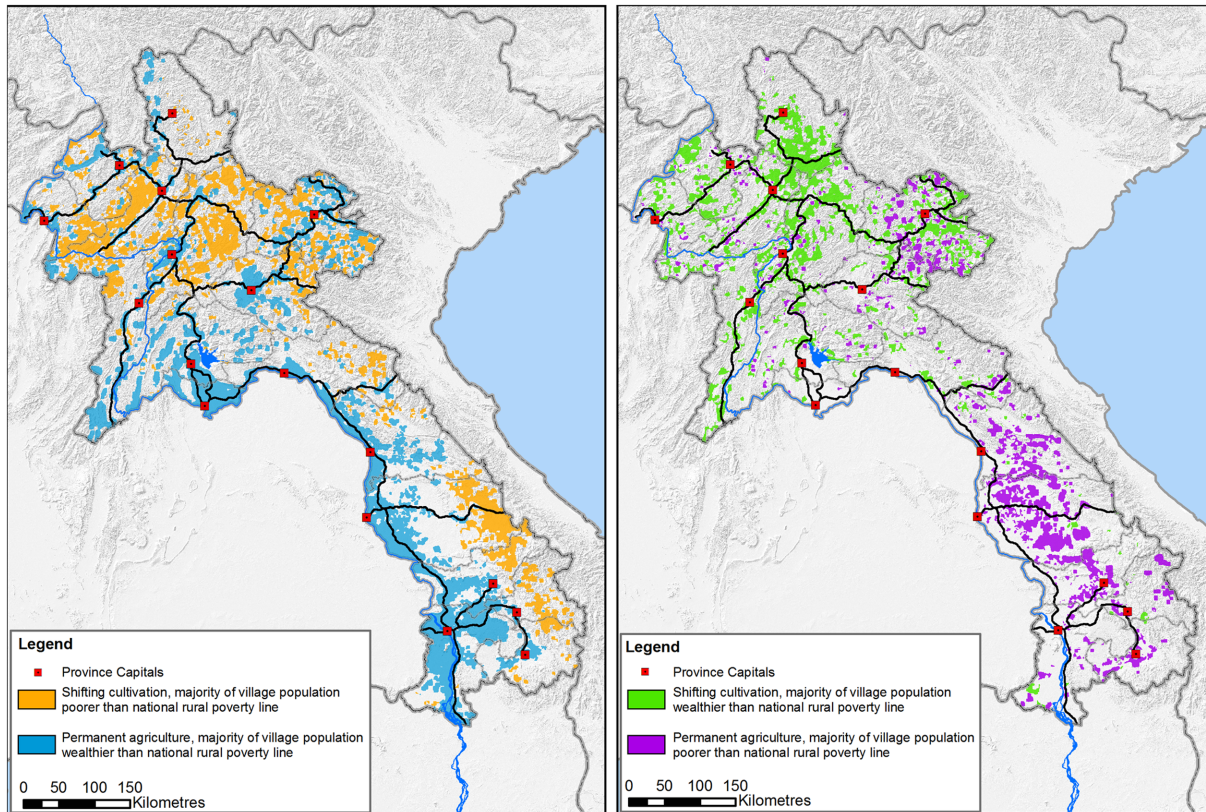 Legend
Province Capitals
Shifting cultivation, majority of village population
poorer than national rural poverty line
Permanent agriculture, majority of village population
wealthier than national rural poverty line
0 50 100 150
Kilometres
Legend
Province Capitals
Shifting cultivation, majority of village population
wealthier than national rural poverty line
Permanent agriculture, majority of village population
poorer than national rural poverty line
0 50 100 150
Kilometres